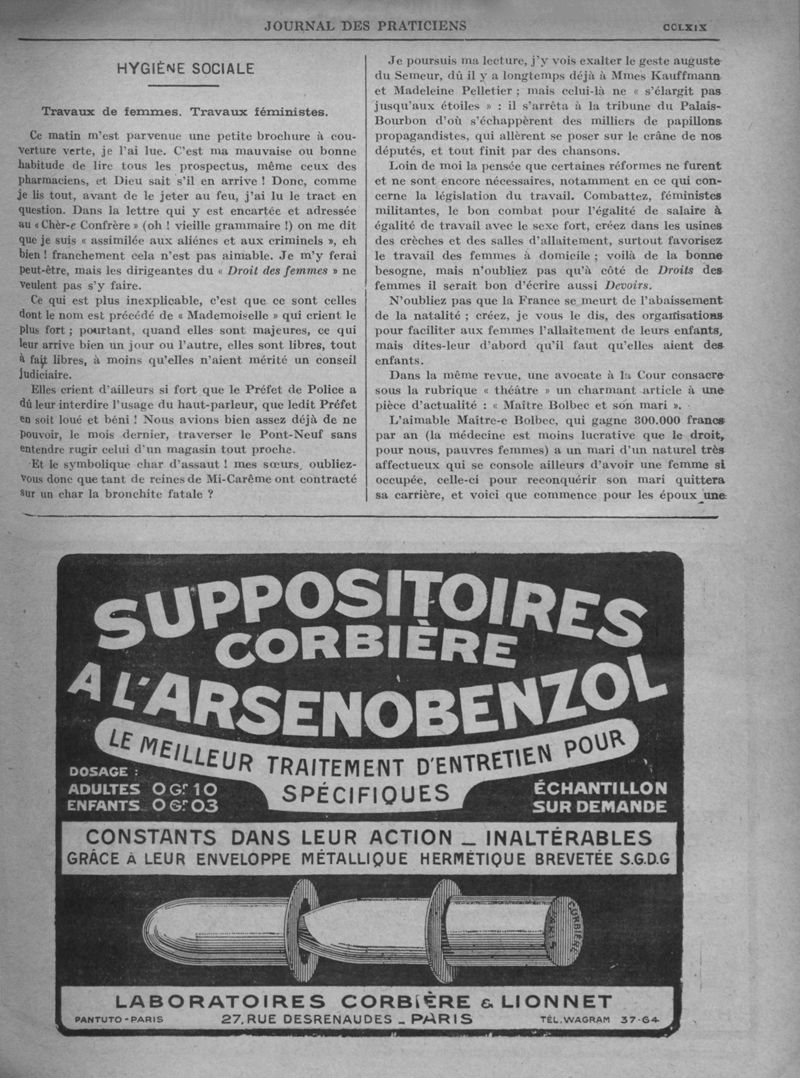 JOURNAL DES PRATICIENS
CCLXIX
HYGIÈNE SOCIALE
Travaux de femmes. Travaux féministes.
Ce matin m'est parvenue une petite brochure à cou-
verture verte, je l'ai lue. C'est ma mauvaise ou bonne
habitude de lire tous les prospectus, même ceux des
pharmaciens, et Dieu sait s'il en arrive ! Donc, comme
je lis tout, avant de le jeter au feu, j'ai lu le tract en
question. Dans la lettre qui y est encartée et adressée
au « Chèr-e Confrère » (oh ! vieille grammaire !) on me dit
que je suis « assimilée aux aliénés et aux criminels », eh
bien ! franchement cela n'est pas aimable. Je m'y ferai
peut-être, mais les dirigeantes du « Droit des femmes » ne
veulent pas s'y faire.
Ce qui est plus inexplicable, c'est que ce sont celles
dont le nom est précédé de « Mademoiselle » qui crient le
plus fort ; pourtant, quand elles sont majeures, ce qui
leur arrive bien un jour ou l'autre, elles sont libres, tout
à fait libres, à moins qu'elles n'aient mérité un conseil
judiciaire.
Elles crient d'ailleurs si fort que le Préfet de Police a
dû leur interdire l'usage du haut-parleur, que ledit Préfet
en soit loué et béni ! Nous avions bien assez déjà de ne
pouvoir, le mois dernier, traverser le Pont-Neuf sans
entendre rugir celui d'un magasin tout proche.
Et le symbolique char d'assaut ! mes sœurs, oubliez-
vous donc que tant de reines de Mi-Carême ont contracté
sur un char la bronchite fatale ?
Je poursuis ma lecture, j'y vois exalter le geste auguste
du Semeur, dû il y a longtemps déjà à Mmes Kauffmann
et Madeleine Pelletier ; mais celui-là ne « s'élargit pas
jusqu'aux étoiles » : il s'arrêta à la tribune du Palais-
Bourbon d'où s'échappèrent des milliers de papillons
propagandistes, qui allèrent se poser sur le crâne de nos
députés, et tout finit par des chansons.
Loin de moi la pensée que certaines réformes ne furent
et ne sont encore nécessaires, notamment en ce qui con-
cerne la législation du travail. Combattez, féministes
militantes, le bon combat pour l'égalité de salaire à
égalité de travail avec le sexe fort, créez dans les usines
des crèches et des salles d'allaitement, surtout favorisez
le travail des femmes à domicile ; voilà de la bonne
besogne, mais n'oubliez pas qu'à côté de Droits des
femmes il serait bon d'écrire aussi Devoirs.
N'oubliez pas que la France se meurt de l'abaissement
de la natalité ; créez, je vous le dis, des organisations
pour faciliter aux femmes l'allaitement de leurs enfants,
mais dites-leur d'abord qu'il faut qu'elles aient des
enfants.
Dans la même revue, une avocate à la Cour consacre
sous la rubrique « théâtre » un charmant article à une
pièce d'actualité : « Maître Bolbec et son mari ».
L'aimable Maître-e Bolbec, qui gagne 300.000 francs
par an (la médecine est moins lucrative que le droit,
pour nous, pauvres femmes) a un mari d'un naturel très
affectueux qui se console ailleurs d'avoir une femme si
occupée, celle-ci pour reconquérir son mari quittera
sa carrière, et voici que commence pour les époux une
SUPPOSITOIRES
CORBIÈRE
A L'ARSENOBENZOL
LE MEILLEUR TRAITEMENT D'ENTRETIEN POUR
SPÉCIFIQUES
DOSAGE :
ADULTES 0 Gr 10
ENFANTS 0 Gr 03
ÉCHANTILLON
SUR DEMANDE
CONSTANTS DANS LEUR ACTION _ INALTÉRABLES
GRÂCE A LEUR ENVELOPPE MÉTALLIQUE HERMÉTIQUE BREVETÉE S.G.D.G
CORBIÈRE
PARIS
LABORATOIRES CORBIÈRE & LIONNET
PANTUTO - PARIS
27, RUE DESRENAUDES _ PARIS
TÉL. WAGRAM 37-64